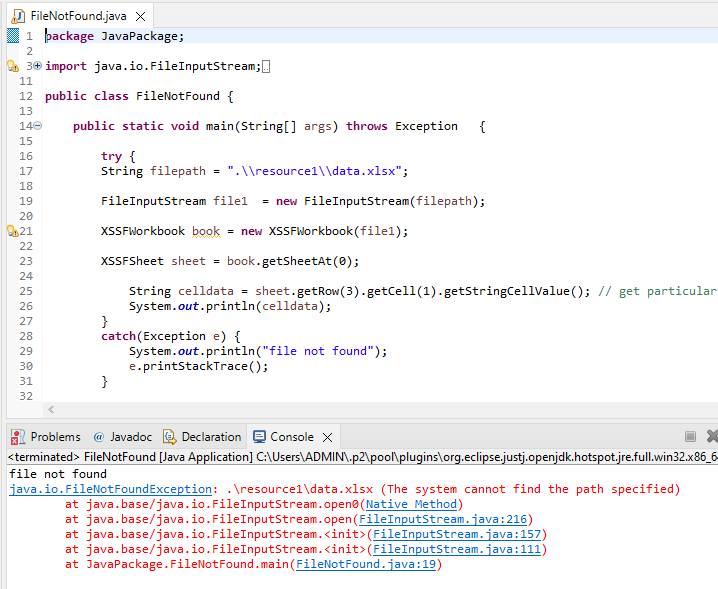 FileNotFound.java
1 package JavaPackage;
2
3 import java.io.FileInputStream;
11
12 public class FileNotFound {
13
14 public static void main(String[] args) throws Exception {
15
16 try {
17 String filepath = ".\\resource1\\data.xlsx";
18
19 FileInputStream file1 = new FileInputStream(filepath);
20
21 XSSFWorkbook book = new XSSFWorkbook(file1);
22
23 XSSFSheet sheet = book.getSheetAt(0);
24
25 String celldata = sheet.getRow(3).getCell(1).getStringCellValue(); // get particular
26 System.out.println(celldata);
27 }
28 catch(Exception e) {
29 System.out.println("file not found");
30 e.printStackTrace();
31 }
32
Problems @ Javadoc Declaration Console
<terminated> FileNotFound [Java Application] C:\Users\ADMIN\.p2\pool\plugins\org.eclipse.justj.openjdk.hotspot.jre.full.win32.x86_64
file not found
java.io.FileNotFoundException: .\resource1\data.xlsx (The system cannot find the path specified)
at java.base/java.io.FileInputStream.open0(Native Method)
at java.base/java.io.FileInputStream.open(FileInputStream.java:216)
at java.base/java.io.FileInputStream.<init>(FileInputStream.java:157)
at java.base/java.io.FileInputStream.<init>(FileInputStream.java:111)
at JavaPackage.FileNotFound.main(FileNotFound.java:19)